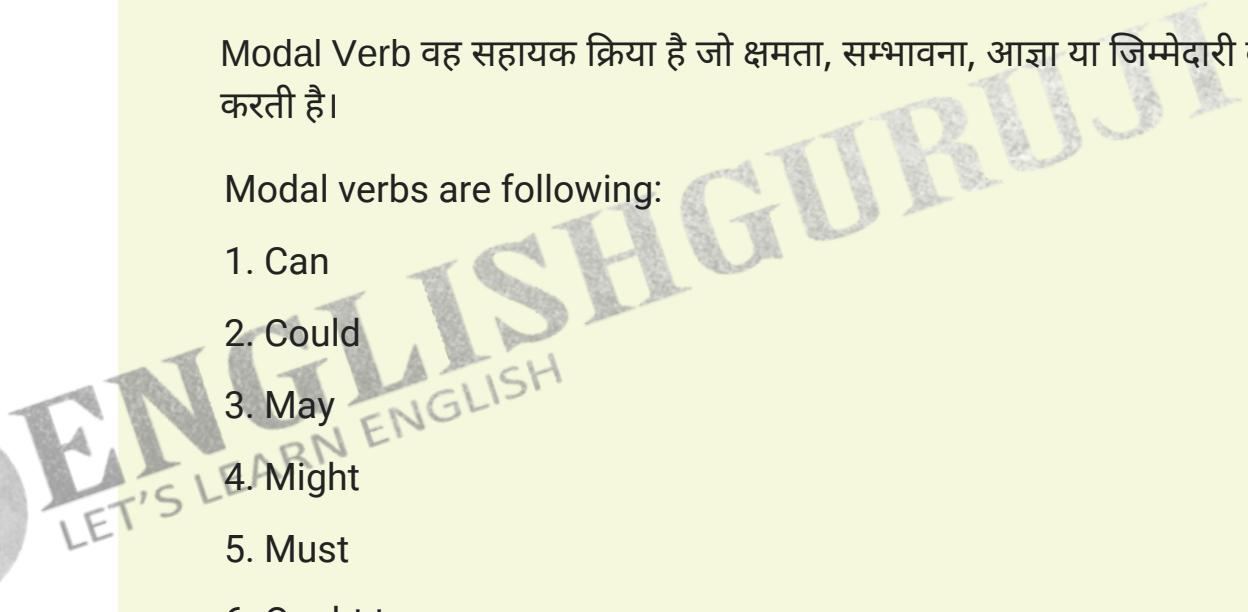 Modal Verb वह सहायक क्रिया है जो क्षमता, सम्भावना, आज्ञा या जिम्मेदारी
करती है।
Modal verbs are following:
1. Can
2. Could
3. May
4. Might
5. Must
ENGLISHGURUJI
LET'S LEARN ENGLISH